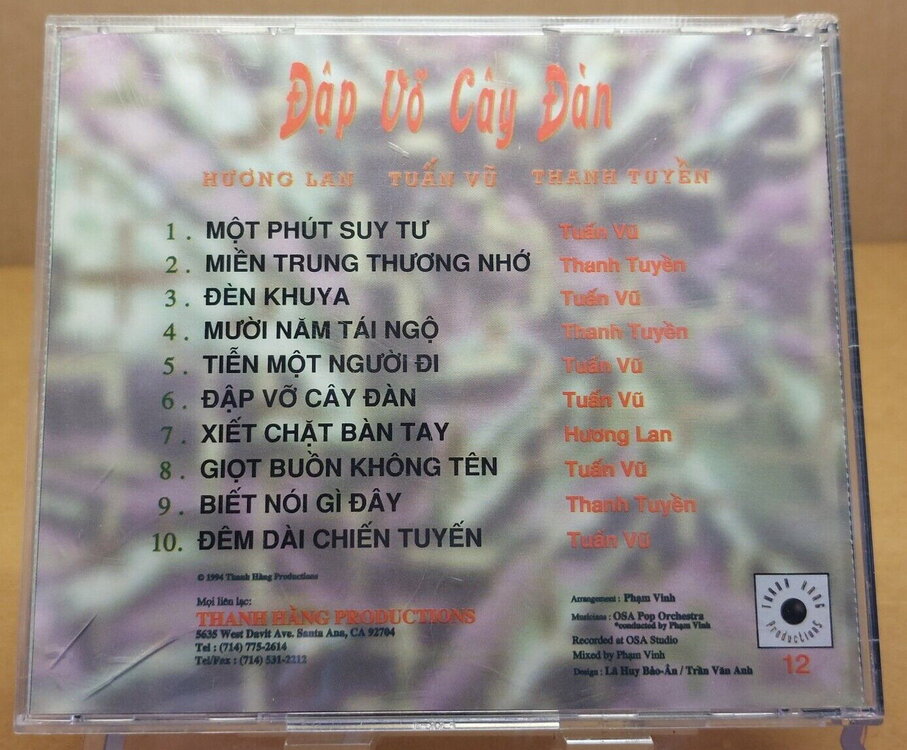 Đập Vỡ Cây Đàn
HƯƠNG LAN TUẤN VŨ THANH TUYỀN
1 . MỘT PHÚT SUY TƯ Tuấn Vũ
2 . MIỀN TRUNG THƯƠNG NHỚ Thanh Tuyền
3 . ĐÈN KHUYA Tuấn Vũ
4 . MƯỜI NĂM TÁI NGỘ Thanh Tuyền
5 . TIỄN MỘT NGƯỜI ĐI Tuấn Vũ
6 . ĐẬP VỠ CÂY ĐÀN Tuấn Vũ
7 . XIẾT CHẶT BÀN TAY Hương Lan
8 . GIỌT BUỒN KHÔNG TÊN Tuấn Vũ
9 . BIẾT NÓI GÌ ĐÂY Thanh Tuyền
10. ĐÊM DÀI CHIẾN TUYẾN Tuấn Vũ
© 1994 Thanh Hằng Productions
Mọi liên lạc:
THANH HẰNG PRODUCTIONS
5635 West Davit Ave. Santa Ana, CA 92704
Tel : (714) 775-2614
Tel/Fax : (714) 531-2212
Arrangement : Phạm Vinh
Musicians : OSA Pop Orchestra
*conducted by Phạm Vinh
Recorded at OSA Studio
Mixed by Phạm Vinh
Design : Lã Huy Bảo-Ân / Trần Văn Anh
THANH HANG
Productions
12